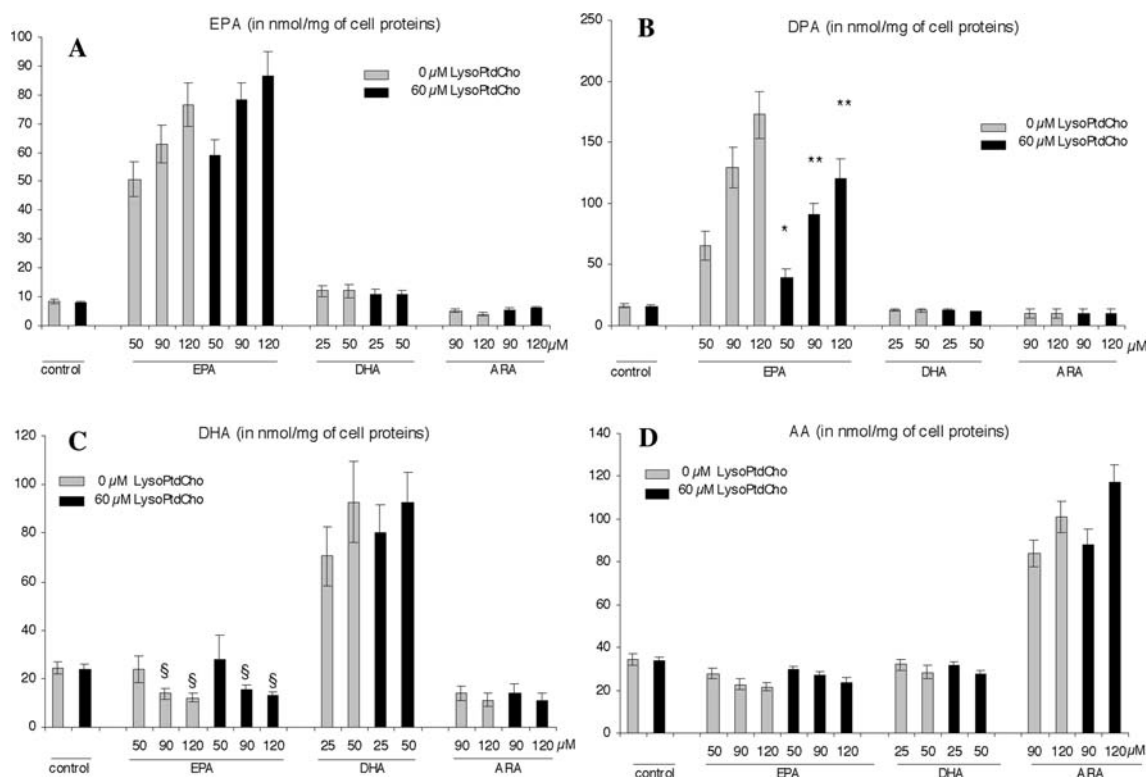 EPA (in nmol/mg of cell proteins)
A
100
90
80
70
60
50
40
30
20
10
0
0 µM LysoPtdCho
60 µM LysoPtdCho
50 90 120 50 90 120 25 50 25 50 90 120 90 120 µM
control EPA DHA ARA
DPA (in nmol/mg of cell proteins)
B
250
200
150
100
50
0
0 µM LysoPtdCho
60 µM LysoPtdCho
* ** **
50 90 120 50 90 120 25 50 25 50 90 120 90 120 µM
control EPA DHA ARA
DHA (in nmol/mg of cell proteins)
C
120
100
80
60
40
20
0
0 µM LysoPtdCho
60 µM LysoPtdCho
§ § § §
50 90 120 50 90 120 25 50 25 50 90 120 90 120 µM
control EPA DHA ARA
AA (in nmol/mg of cell proteins)
D
140
120
100
80
60
40
20
0
0 µM LysoPtdCho
60 µM LysoPtdCho
50 90 120 50 90 120 25 50 25 50 90 120 90 120 µM
control EPA DHA ARA